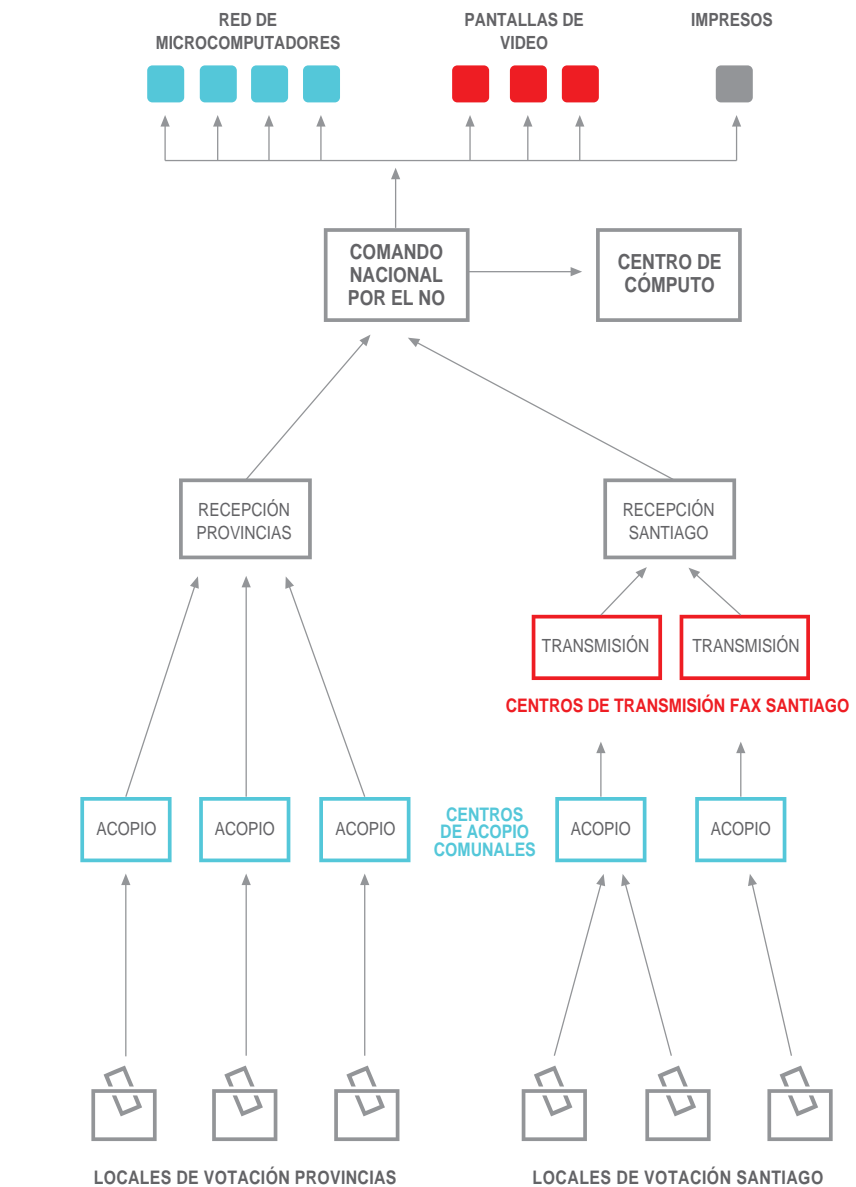 RED DE
MICROCOMPUTADORES
PANTALLAS DE
VIDEO
IMPRESOS
COMANDO
NACIONAL
POR EL NO
CENTRO DE
CÓMPUTO
RECEPCIÓN
PROVINCIAS
RECEPCIÓN
SANTIAGO
TRANSMISIÓN
TRANSMISIÓN
CENTROS DE TRANSMISIÓN FAX SANTIAGO
ACOPIO
ACOPIO
ACOPIO
CENTROS
DE ACOPIO
COMUNALES
ACOPIO
ACOPIO
LOCALES DE VOTACIÓN PROVINCIAS
LOCALES DE VOTACIÓN SANTIAGO